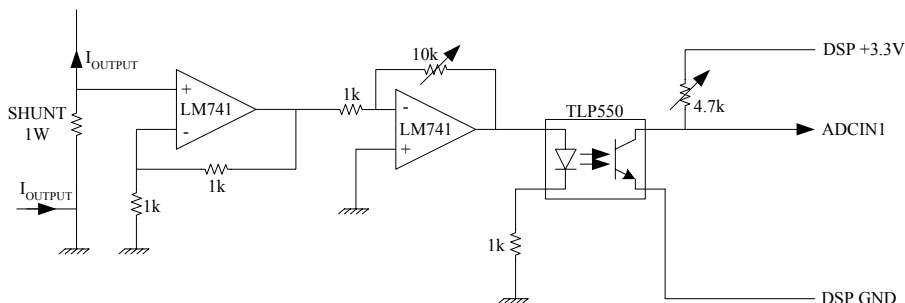 I_OUTPUT
SHUNT
1W
I_OUTPUT
+
LM741
-
1k
1k
1k
10k
-
LM741
+
TLP550
1k
DSP +3.3V
4.7k
ADCIN1
DSP GND